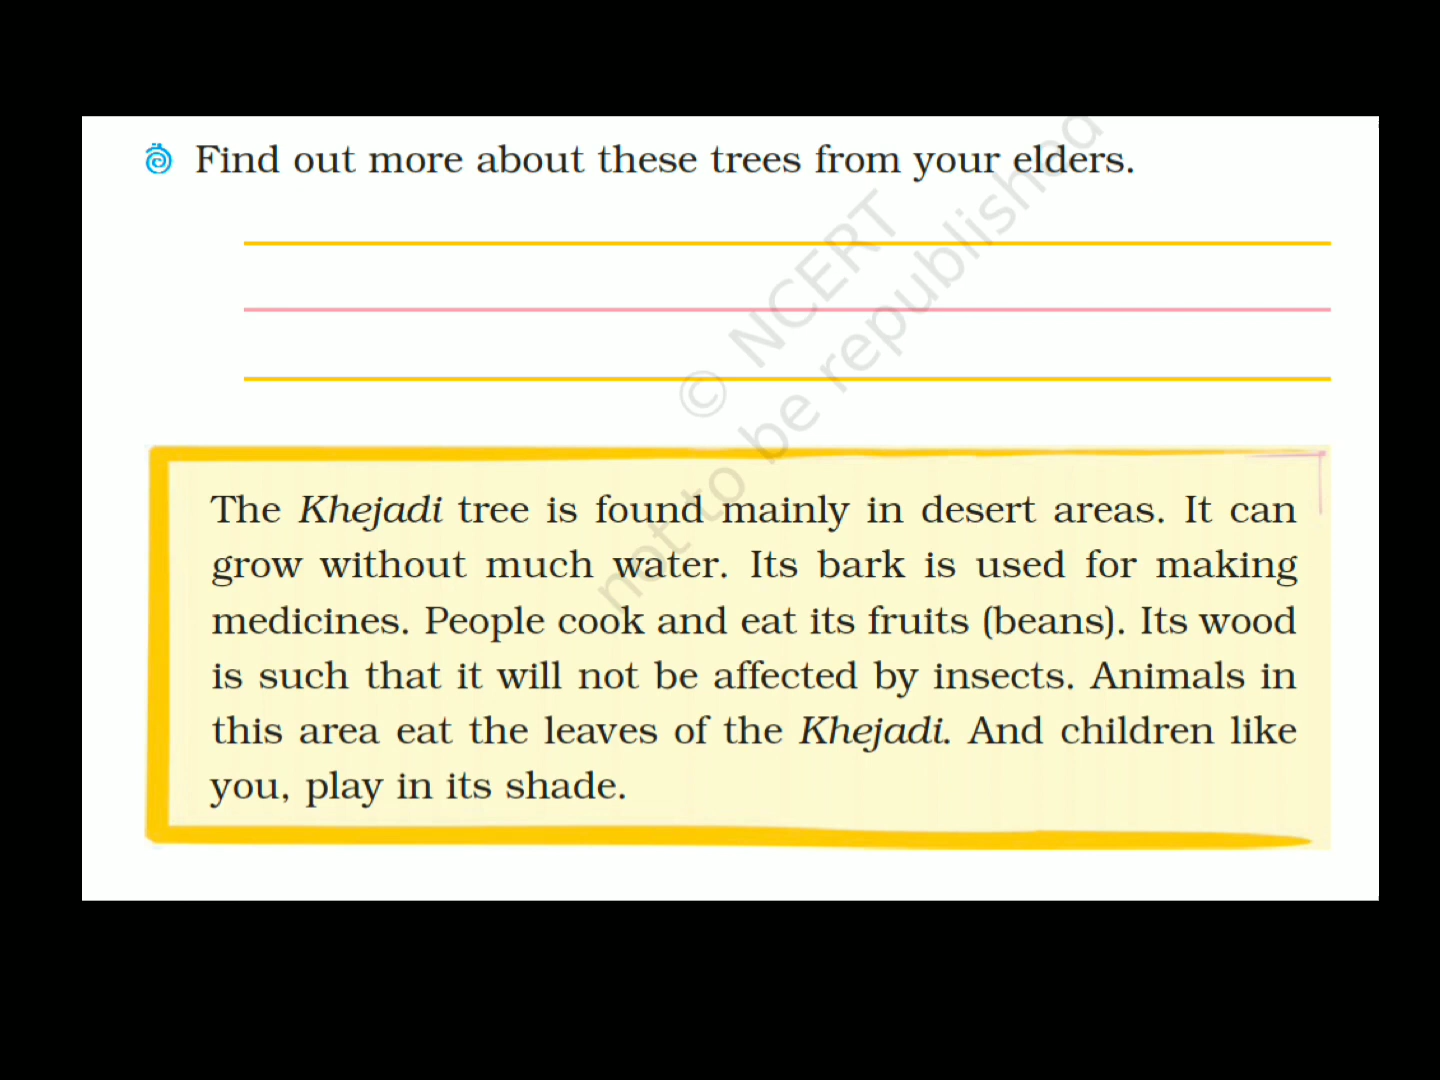 Find out more about these trees from your elders.
© NCERT
not to be republished
The Khejadi tree is found mainly in desert areas. It can
grow without much water. Its bark is used for making
medicines. People cook and eat its fruits (beans). Its wood
is such that it will not be affected by insects. Animals in
this area eat the leaves of the Khejadi. And children like
you, play in its shade.